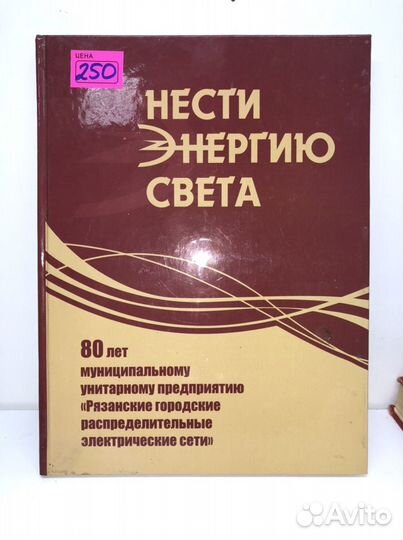 ЦЕНА
250
НЕСТИ
ЭНЕРГИЮ
СВЕТА
80 лет
муниципальному
унитарному предприятию
«Рязанские городские
распределительные
электрические сети»
Avito